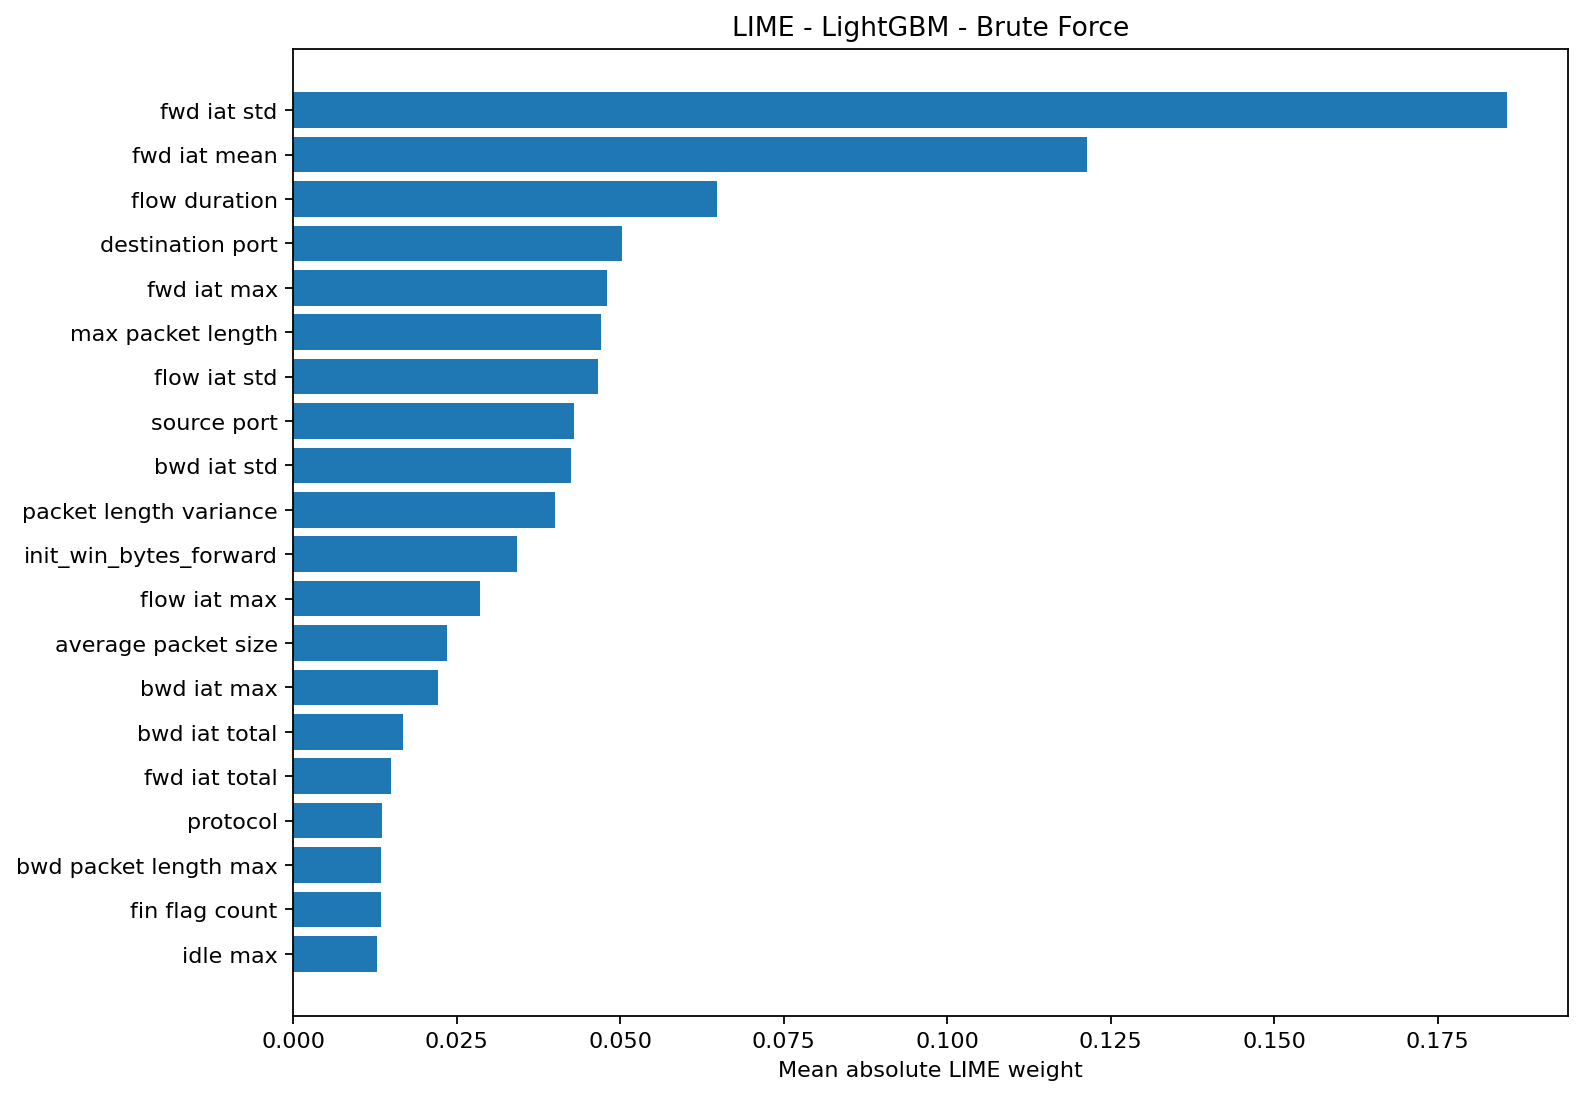 LIME - LightGBM - Brute Force
fwd iat std
fwd iat mean
flow duration
destination port
fwd iat max
max packet length
flow iat std
source port
bwd iat std
packet length variance
init_win_bytes_forward
flow iat max
average packet size
bwd iat max
bwd iat total
fwd iat total
protocol
bwd packet length max
fin flag count
idle max
0.000 0.025 0.050 0.075 0.100 0.125 0.150 0.175
Mean absolute LIME weight